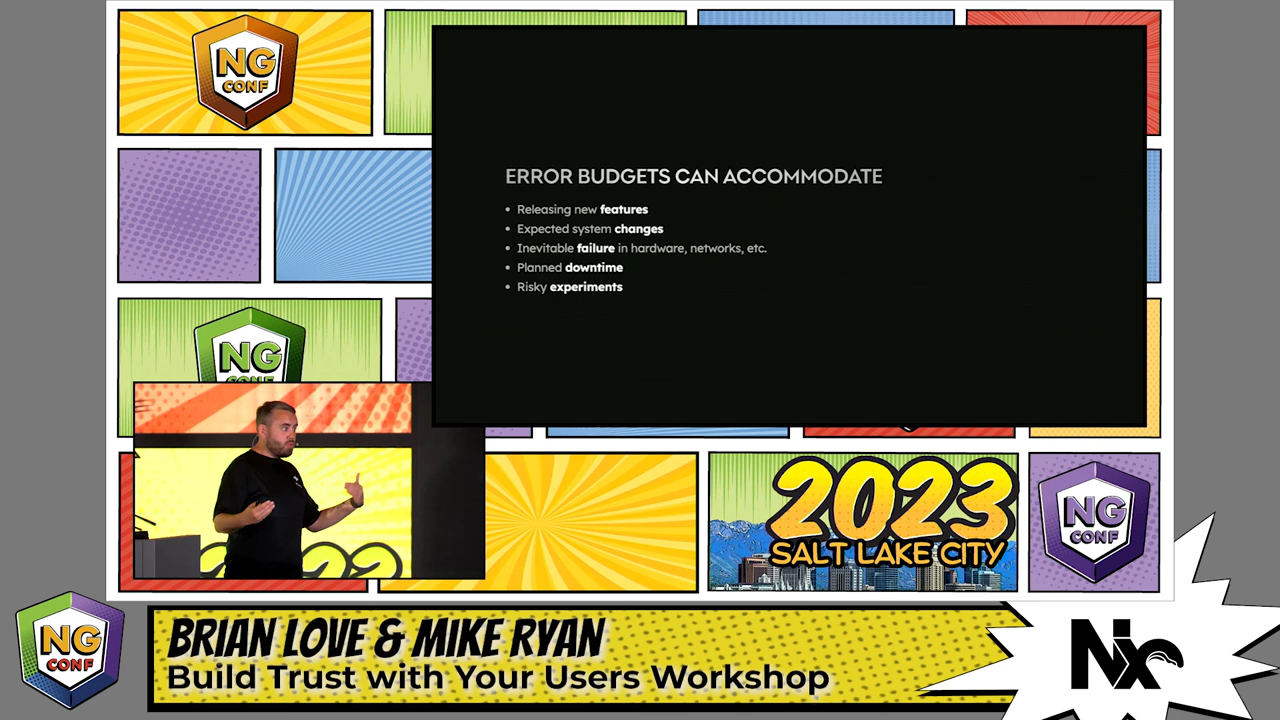 NG
CONF
ERROR BUDGETS CAN ACCOMMODATE
• Releasing new features
• Expected system changes
• Inevitable failure in hardware, networks, etc.
• Planned downtime
• Risky experiments
NG
CONF
2023
SALT LAKE CITY
NG
CONF
NG
CONF
BRIAN LOVE & MIKE RYAN
Build Trust with Your Users Workshop
Nx